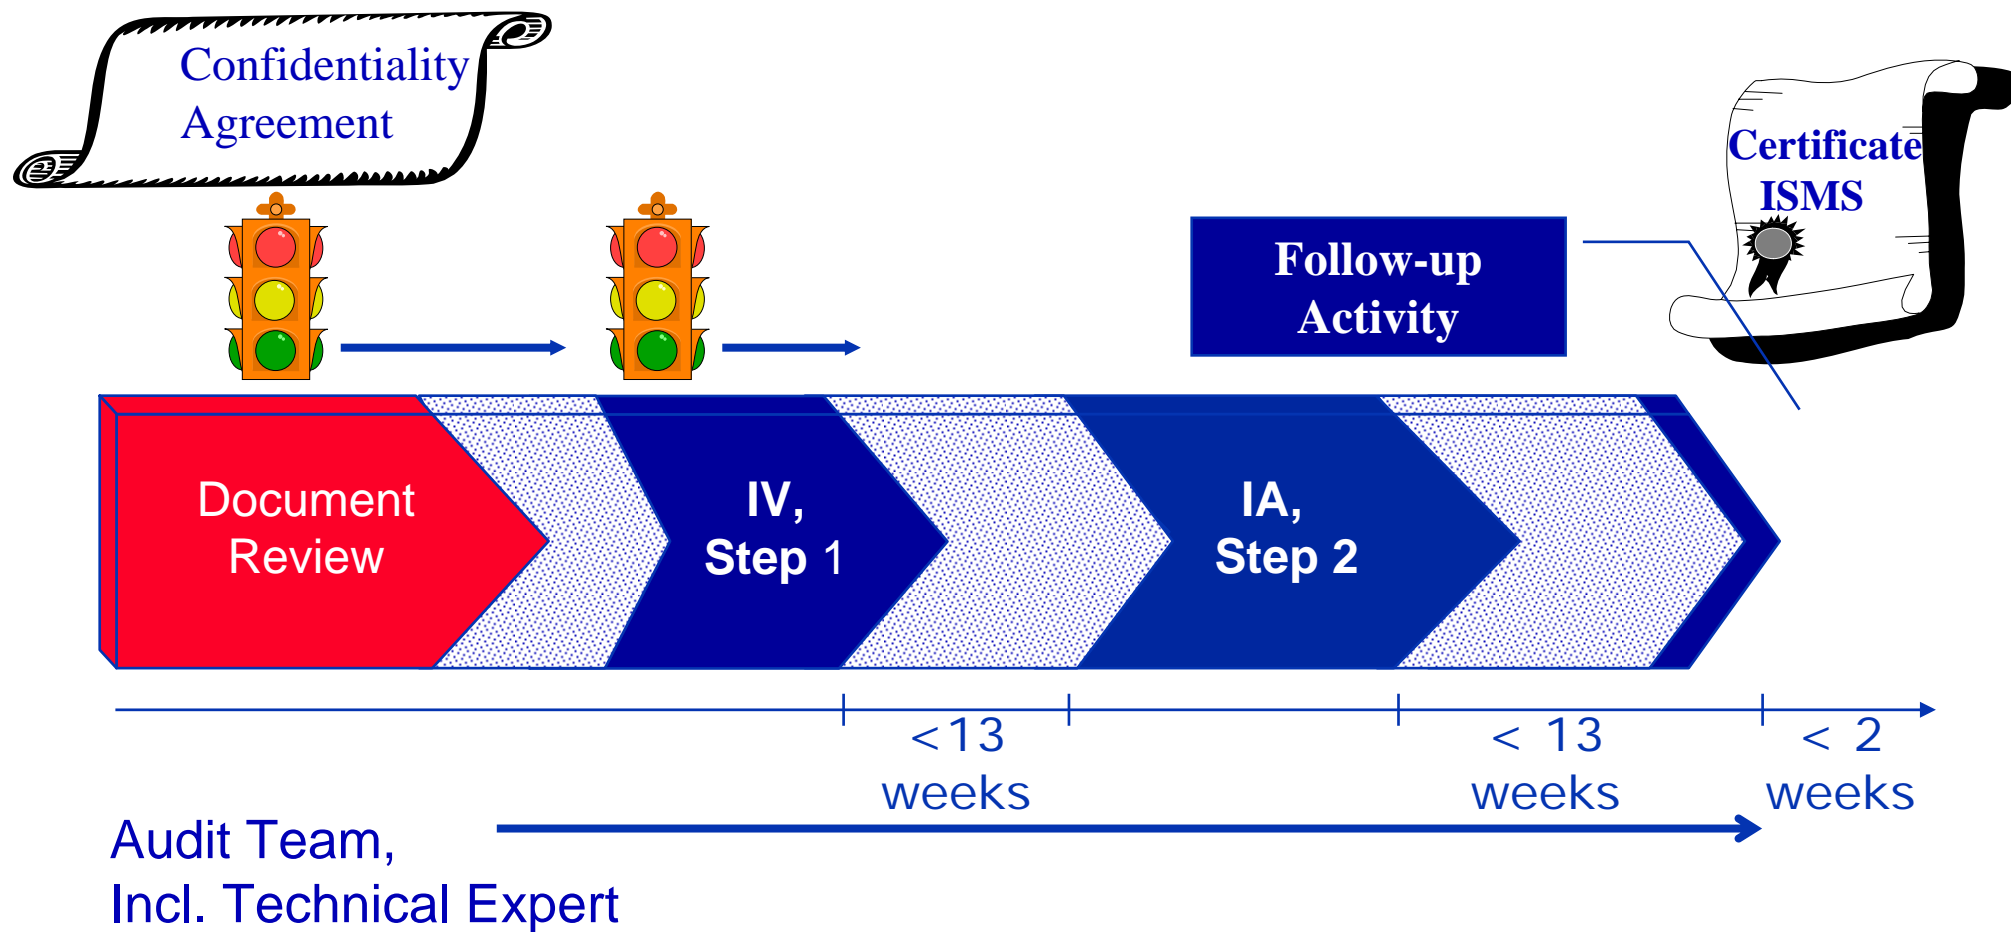 Confidentiality
Agreement
Certificate
ISMS
Follow-up
Activity
Document
Review
IV,
Step 1
IA,
Step 2
<13
weeks
< 13
weeks
< 2
weeks
Audit Team,
Incl. Technical Expert